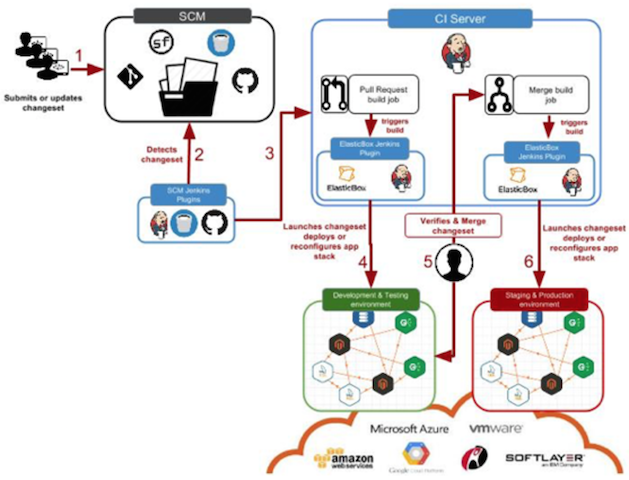 SCM
CI Server
1
sf
Submits or updates
changeset
Pull Request
build job
Merge build
job
triggers
build
triggers
build
Detects
changeset
2
3
ElasticBox Jenkins
Plugin
ElasticBox
Jenkins Plugin
ElasticBox
ElasticBox
SCM Jenkins
Plugins
Launches changeset
deploys or
reconfigures app
stack
4
Verifies & Merge
changeset
5
Launches changeset
deploys or
reconfigures app
stack
6
Development & Testing
environment
Staging & Production
environment
Microsoft Azure
vmware
amazon
webservices
Google Cloud Platform
SOFTLAYER
an IBM Company